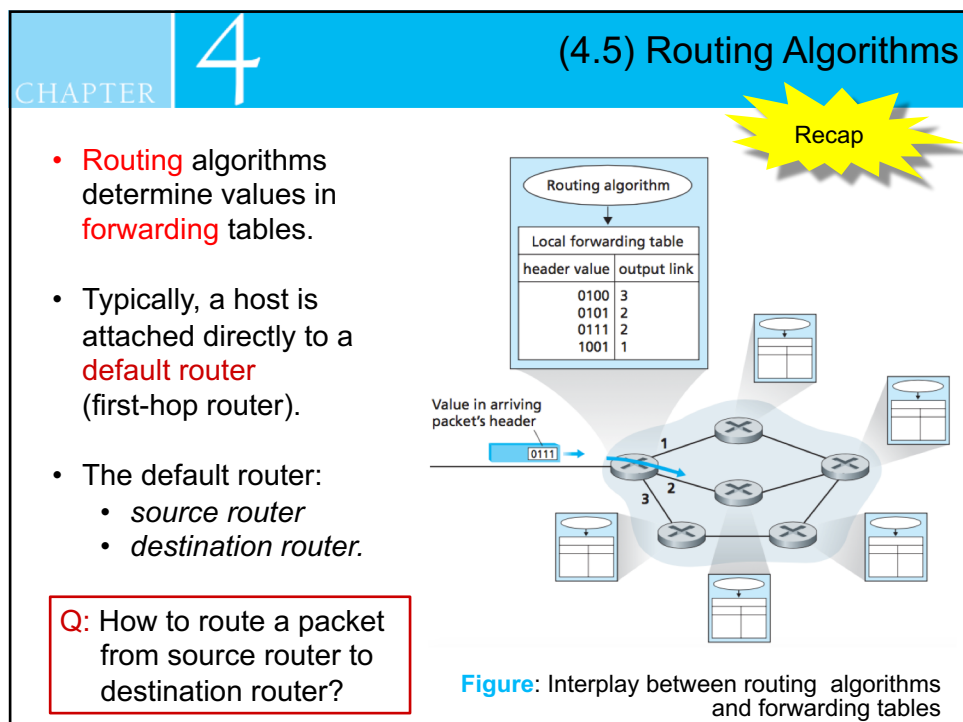 CHAPTER 4
(4.5) Routing Algorithms
Recap
• Routing algorithms
determine values in
forwarding tables.
• Typically, a host is
attached directly to a
default router
(first-hop router).
• The default router:
• source router
• destination router.
Q: How to route a packet
from source router to
destination router?
Routing algorithm
Local forwarding table
header value output link
0100 3
0101 2
0111 2
1001 1
Value in arriving
packet's header
0111
1
2
3
Figure: Interplay between routing algorithms
and forwarding tables